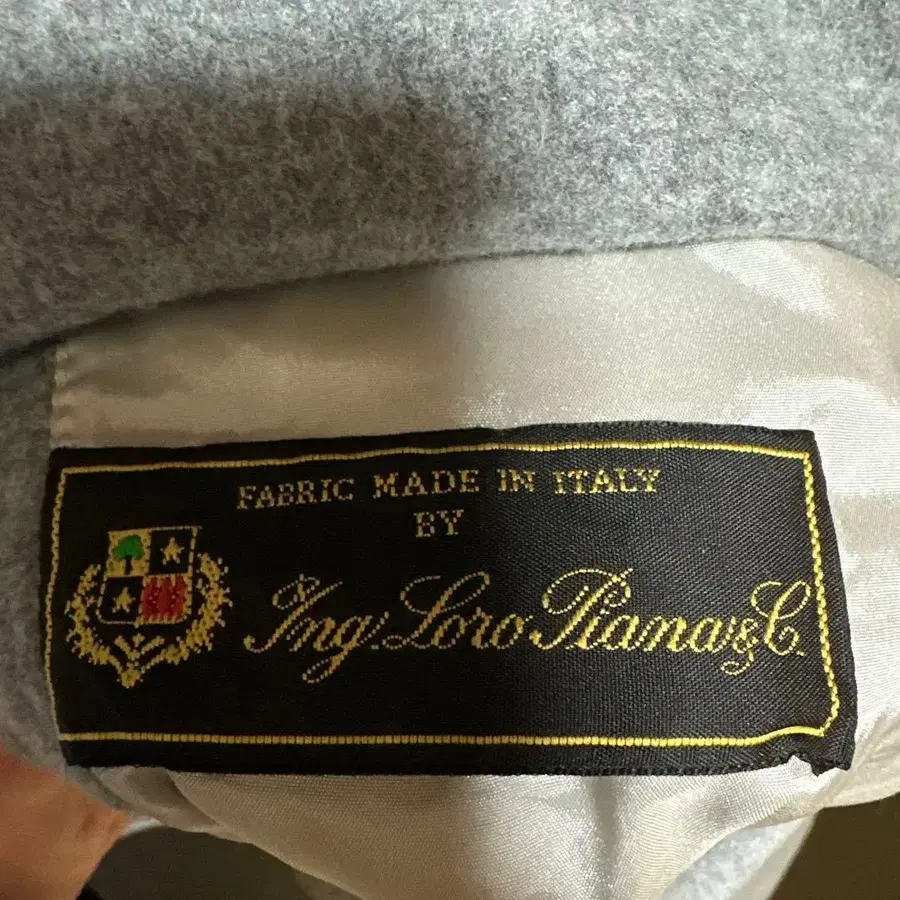 FABRIC MADE IN ITALY
BY
Ing. Loro Piana & C.